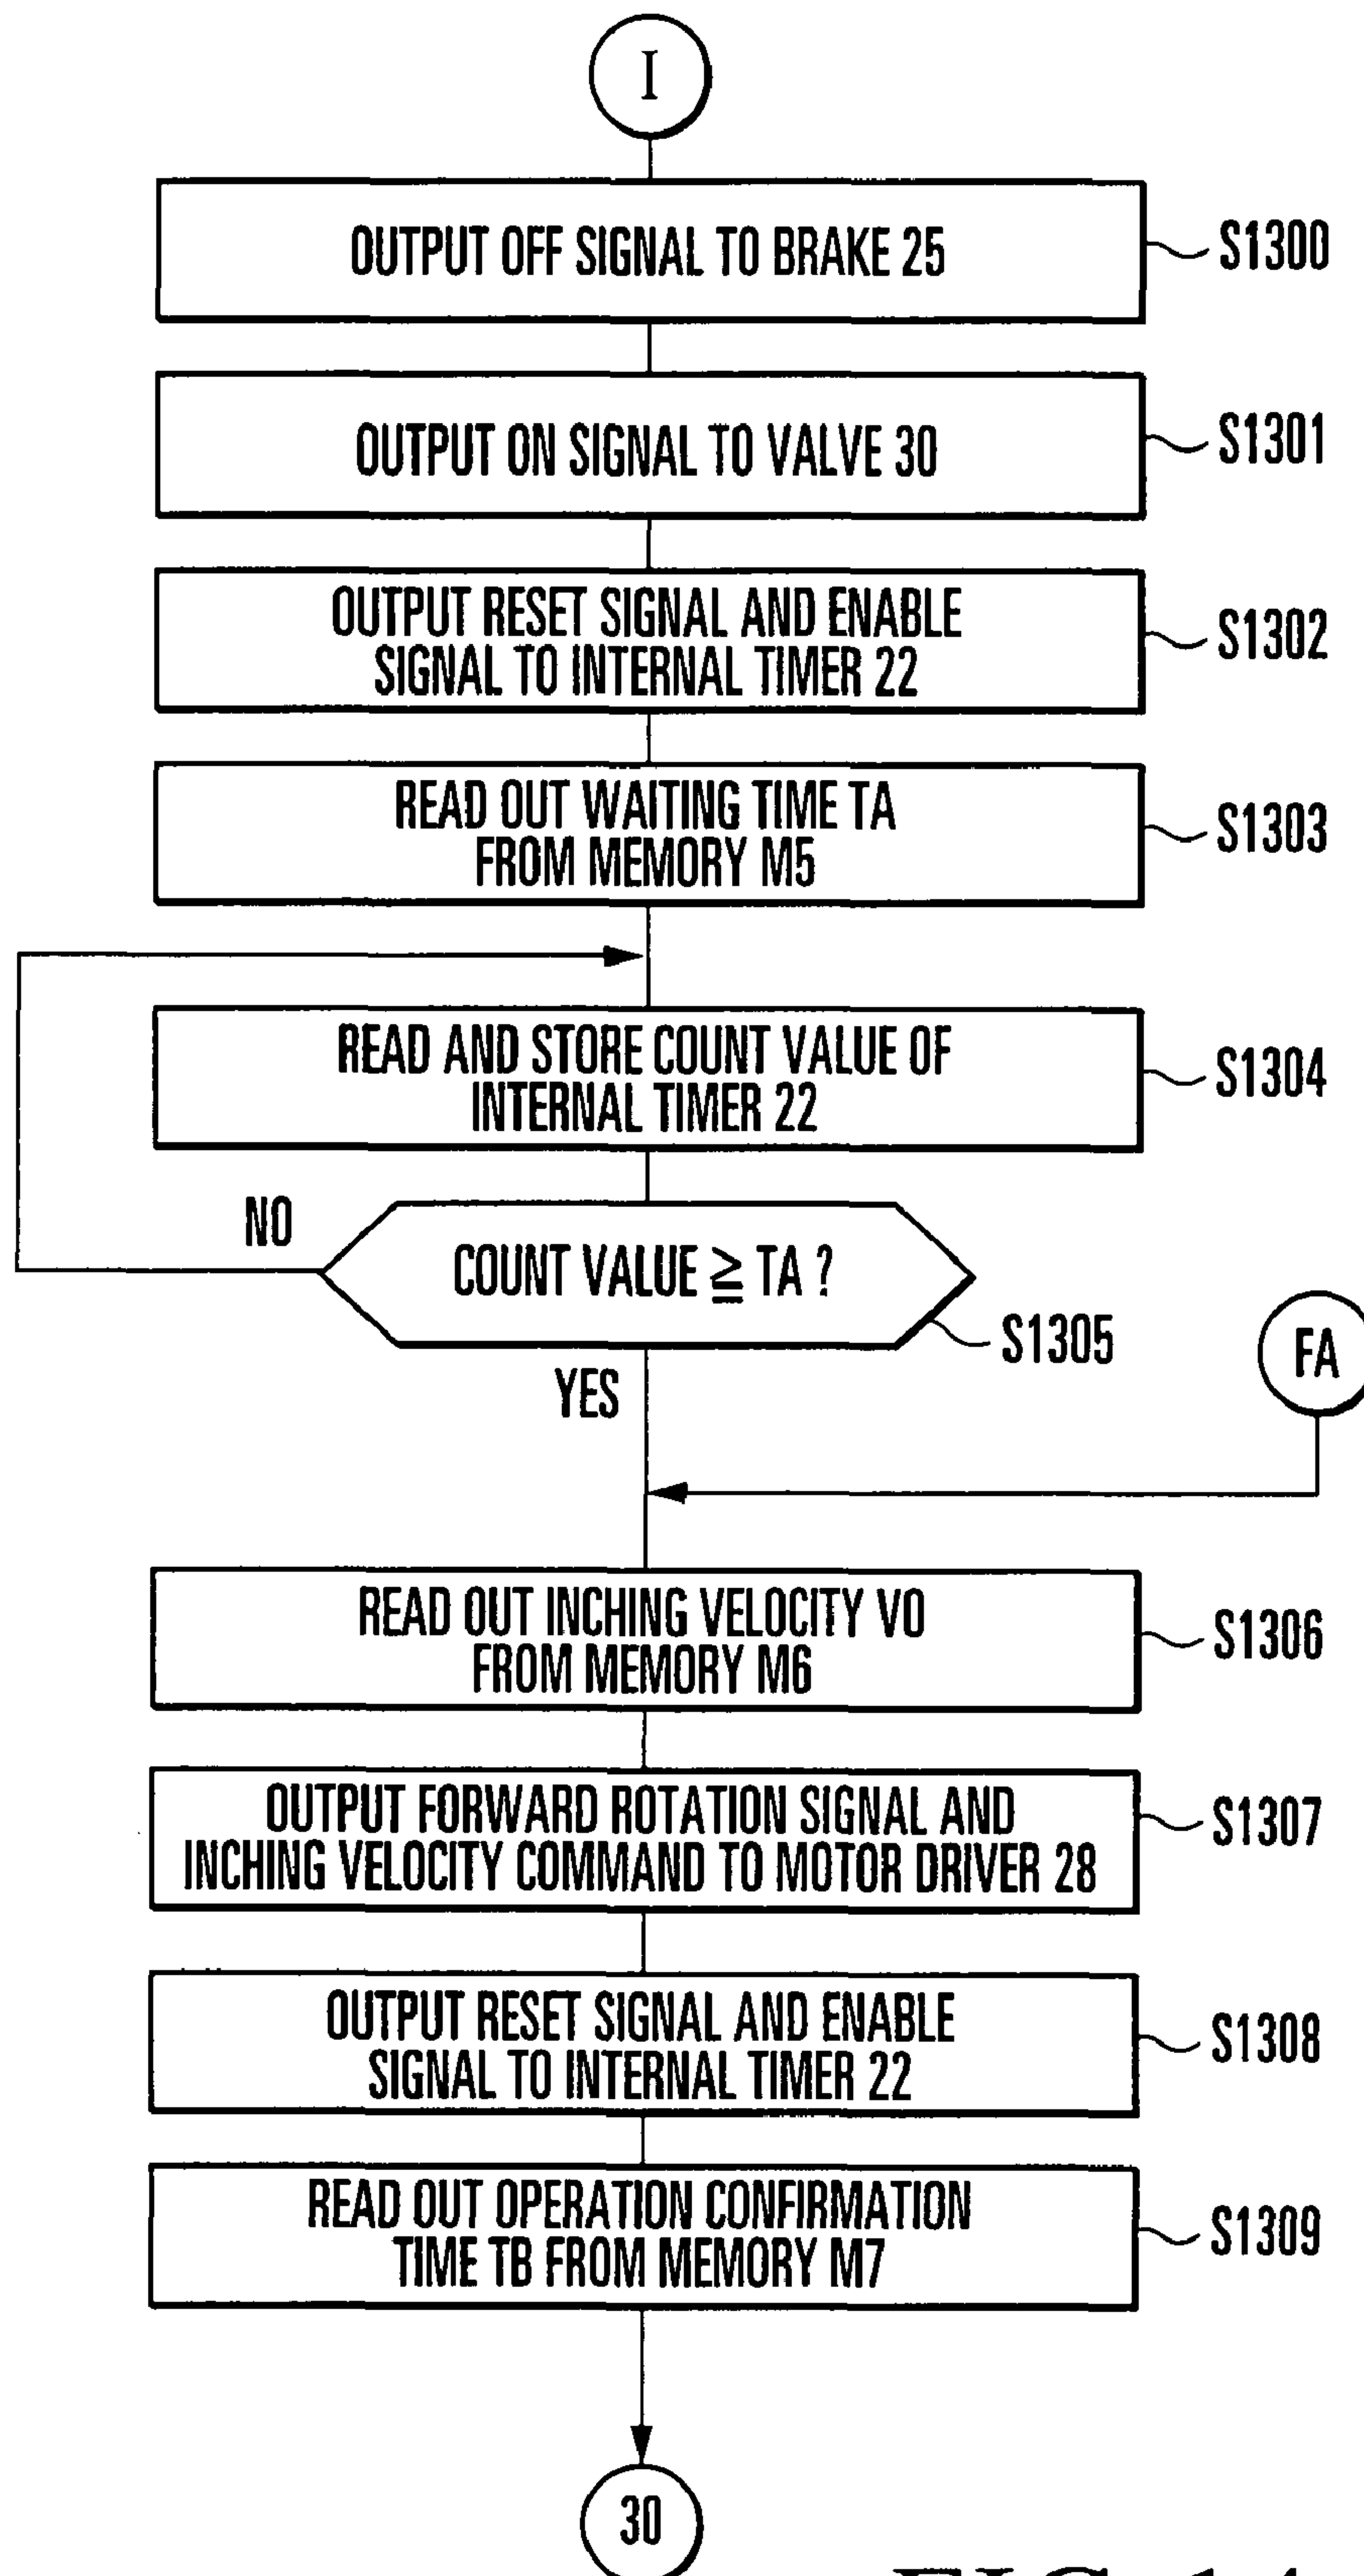 I
OUTPUT OFF SIGNAL TO BRAKE 25
S1300
OUTPUT ON SIGNAL TO VALVE 30
S1301
OUTPUT RESET SIGNAL AND ENABLE
SIGNAL TO INTERNAL TIMER 22
S1302
READ OUT WAITING TIME TA
FROM MEMORY M5
S1303
READ AND STORE COUNT VALUE OF
INTERNAL TIMER 22
S1304
NO
COUNT VALUE ≧ TA ?
S1305
YES
FA
READ OUT INCHING VELOCITY VO
FROM MEMORY M6
S1306
OUTPUT FORWARD ROTATION SIGNAL AND
INCHING VELOCITY COMMAND TO MOTOR DRIVER 28
S1307
OUTPUT RESET SIGNAL AND ENABLE
SIGNAL TO INTERNAL TIMER 22
S1308
READ OUT OPERATION CONFIRMATION
TIME TB FROM MEMORY M7
S1309
30